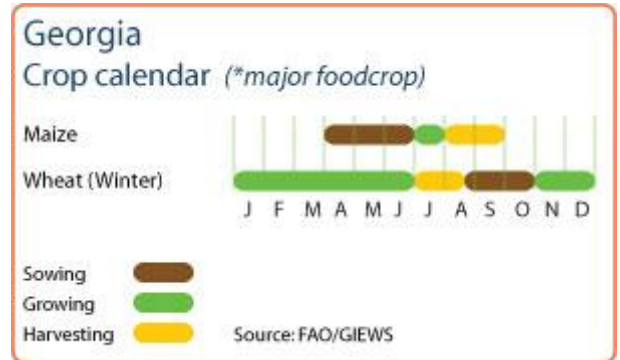 Georgia
Crop calendar (*major foodcrop)
Maize
Wheat (Winter)
J F M A M J J A S O N D
Sowing
Growing
Harvesting
Source: FAO/GIEWS